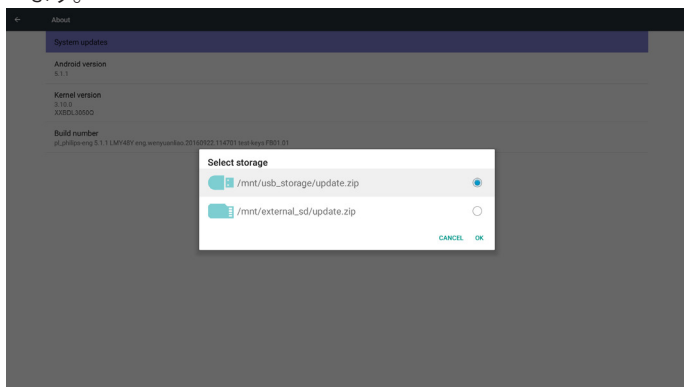 About
System updates
Android version
5.1.1
Kernel version
3.10.0
XXBDL3000Q
Build number
Select storage
/mnt/usb_storage/update.zip
/mnt/external_sd/update.zip
CANCEL OK